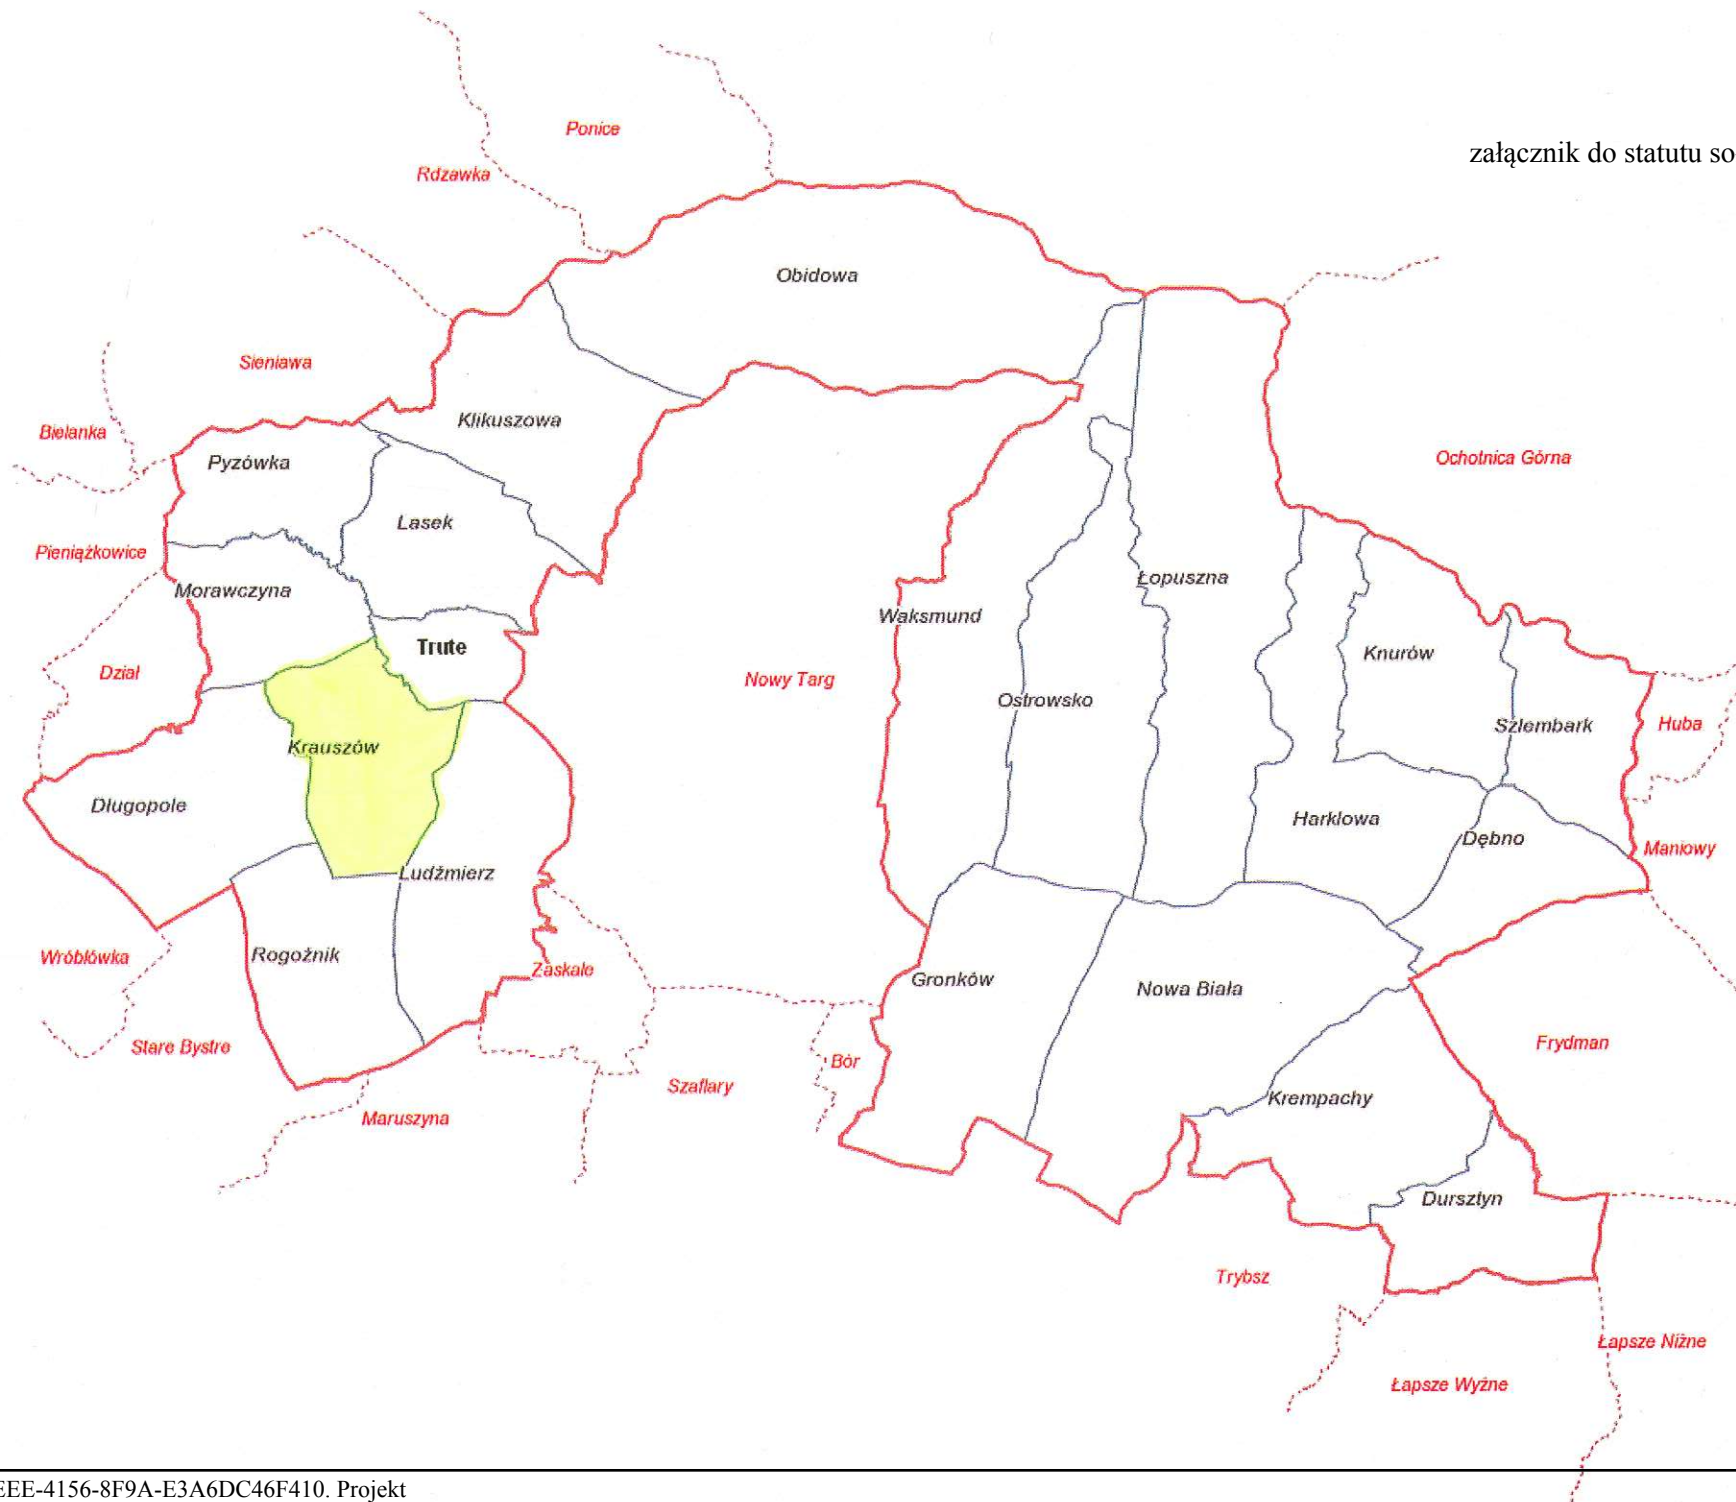 Ponice
załącznik do statutu so
Rdzawka
Obidowa
Sieniawa
Klikuszowa
Bielanka
Pyzówka
Ochotnica Górna
Lasek
Pieniążkowice
Łopuszna
Morawczyna
Waksmund
Trute
Knurów
Dział
Nowy Targ
Ostrowsko
Szlembark
Huba
Krauszów
Długopole
Harklowa
Dębno
Maniowy
Ludźmierz
Rogoźnik
Wróblówka
Zaskale
Gronków
Nowa Biała
Stare Bystre
Frydman
Bór
Szaflary
Krempachy
Maruszyna
Dursztyn
Trybsz
Łapsze Niżne
Łapsze Wyżne
EEE-4156-8F9A-E3A6DC46F410. Projekt